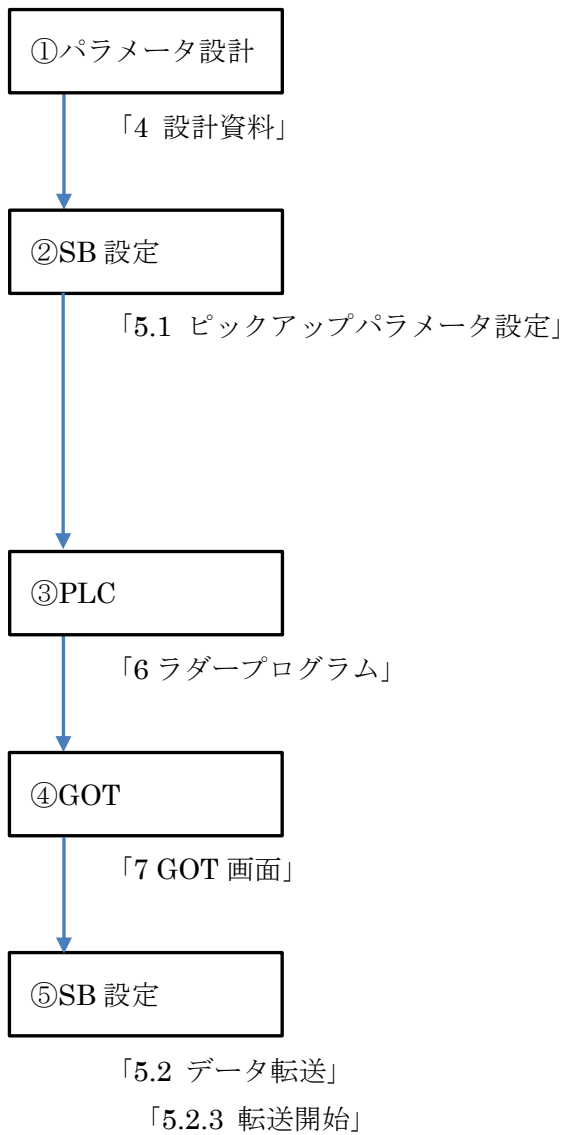 ①パラメータ設計
「4 設計資料」
②SB 設定
「5.1 ピックアップパラメータ設定」
③PLC
「6 ラダープログラム」
④GOT
「7 GOT 画面」
⑤SB 設定
「5.2 データ転送」
「5.2.3 転送開始」